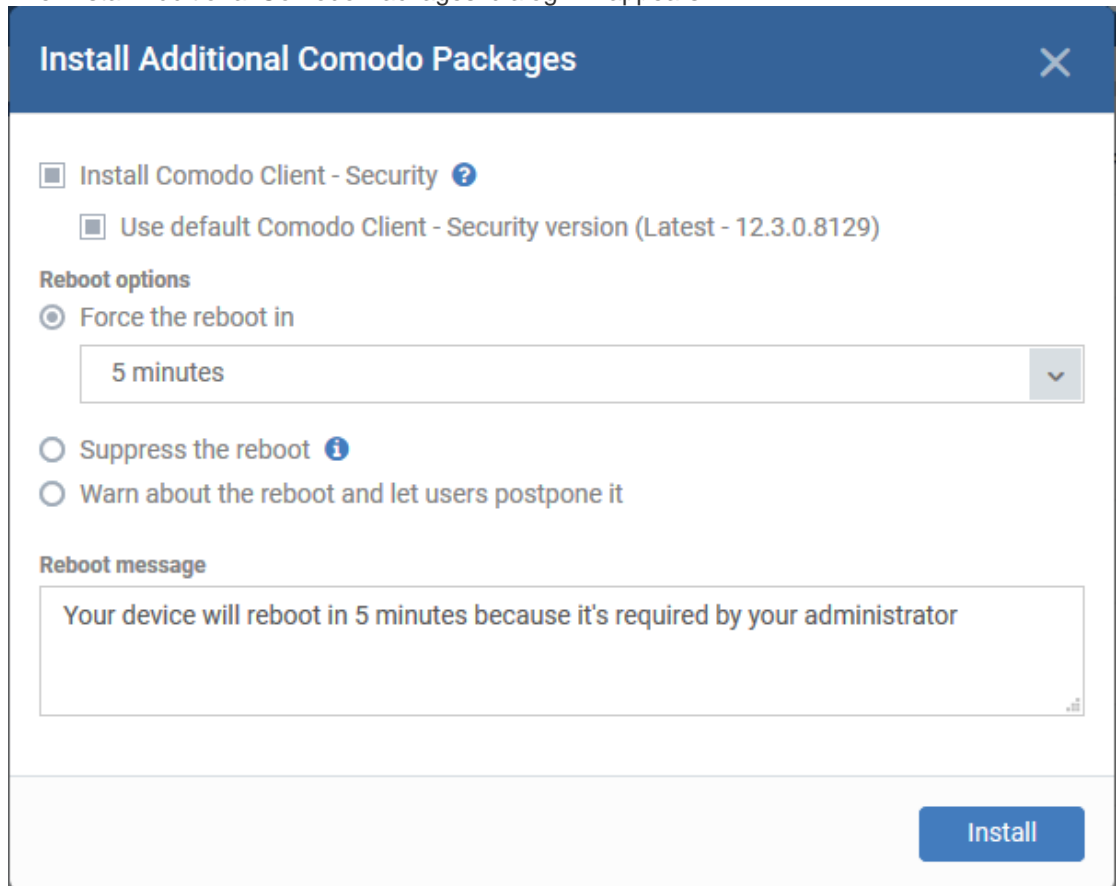 Install Additional Comodo Packages
Install Comodo Client - Security
Use default Comodo Client - Security version (Latest - 12.3.0.8129)
Reboot options
Force the reboot in
5 minutes
Suppress the reboot
Warn about the reboot and let users postpone it
Reboot message
Your device will reboot in 5 minutes because it's required by your administrator
Install